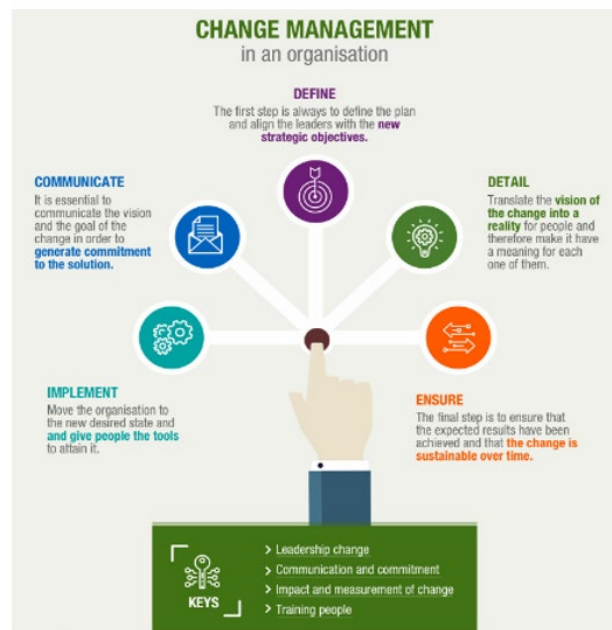 CHANGE MANAGEMENT
in an organisation
DEFINE
The first step is always to define the plan
and align the leaders with the new
strategic objectives.
COMMUNICATE
It is essential to
communicate the vision
and the goal of the
change in order to
generate commitment
to the solution.
DETAIL
Translate the vision of
the change into a
reality for people and
therefore make it have
a meaning for each
one of them.
IMPLEMENT
Move the organisation to
the new desired state and
and give people the tools
to attain it.
ENSURE
The final step is to ensure that
the expected results have been
achieved and that the change is
sustainable over time.
KEYS
> Leadership change
> Communication and commitment
> Impact and measurement of change
> Training people